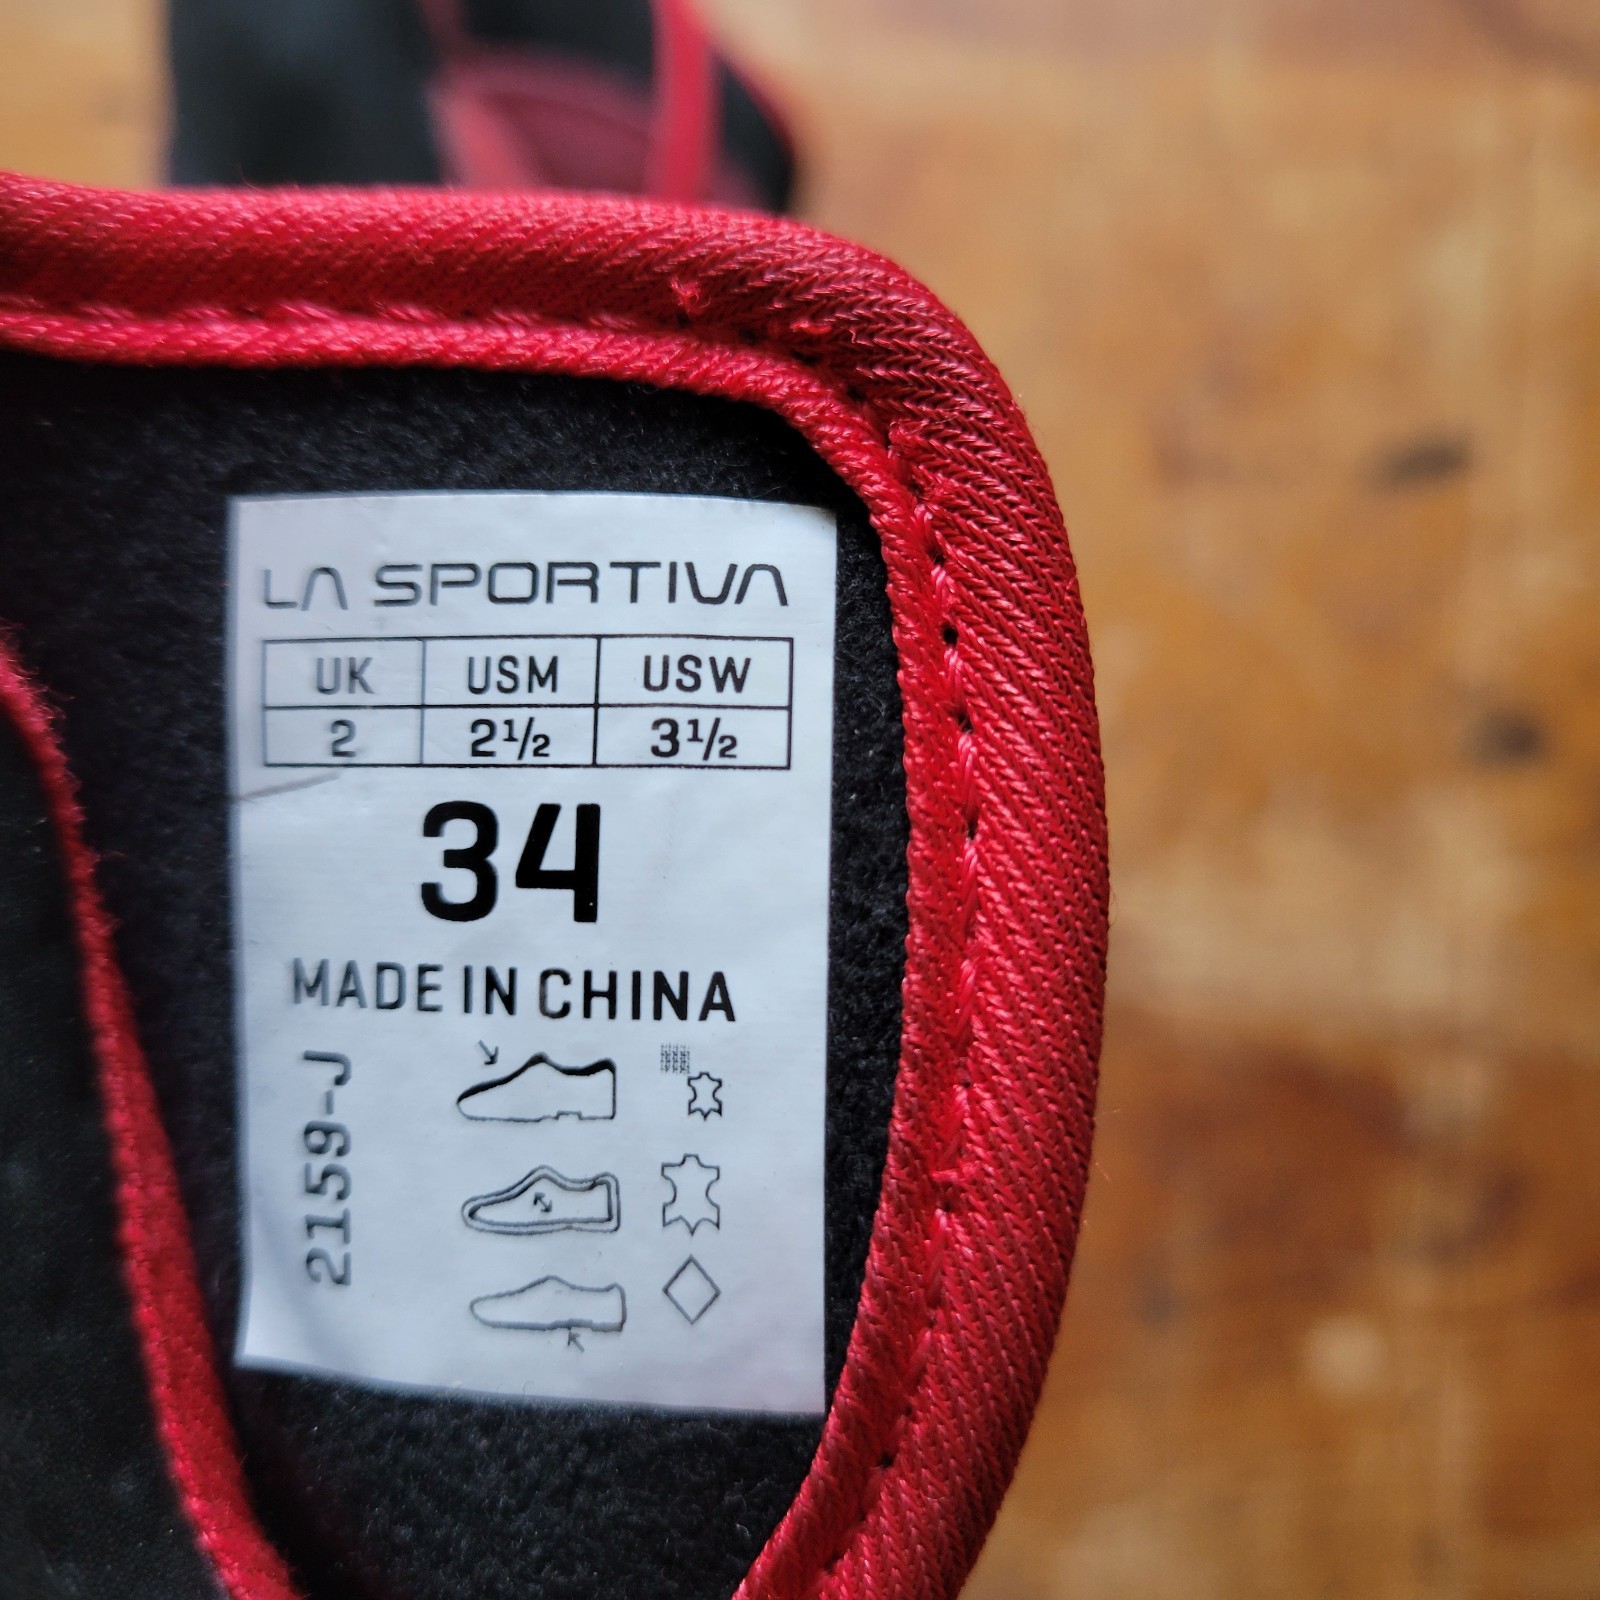 LA SPORTIVA
UK USM USW
2 2½ 3½
34
MADE IN CHINA
2159-J